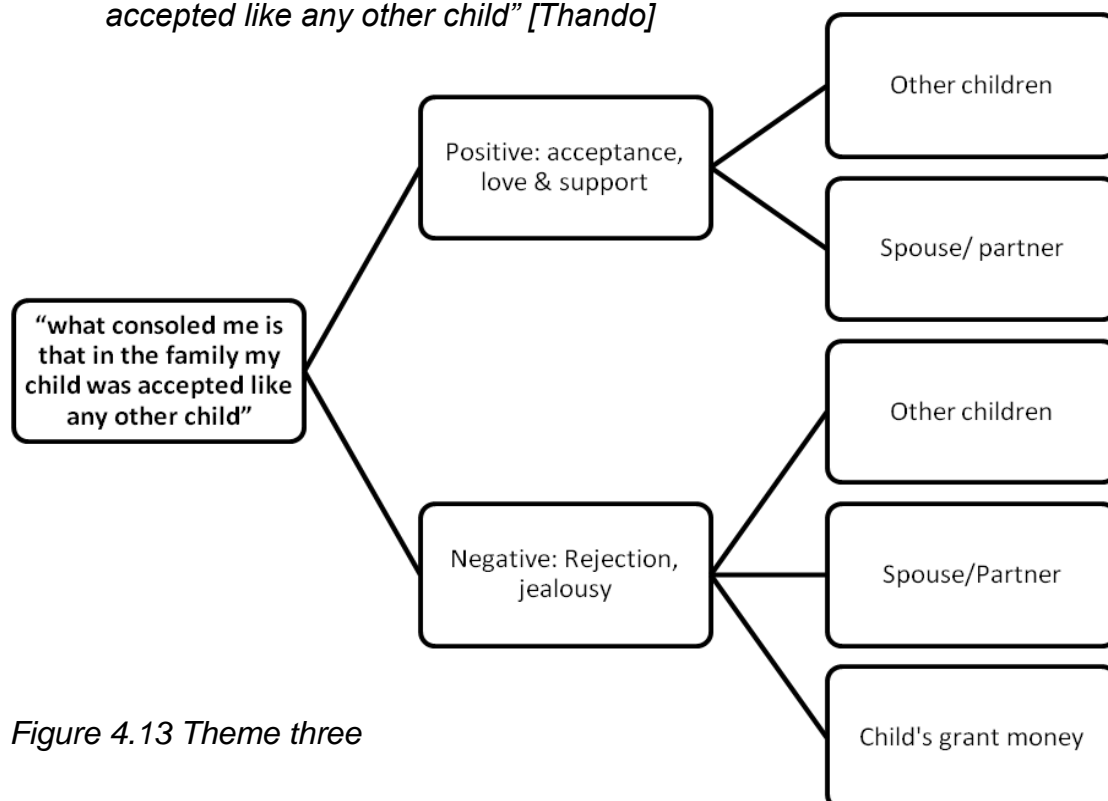 accepted like any other child” [Thando]
Other children
Positive: acceptance,
love & support
Spouse/ partner
“what consoled me is
that in the family my
child was accepted like
any other child”
Other children
Negative: Rejection,
jealousy
Spouse/Partner
Child's grant money
Figure 4.13 Theme three